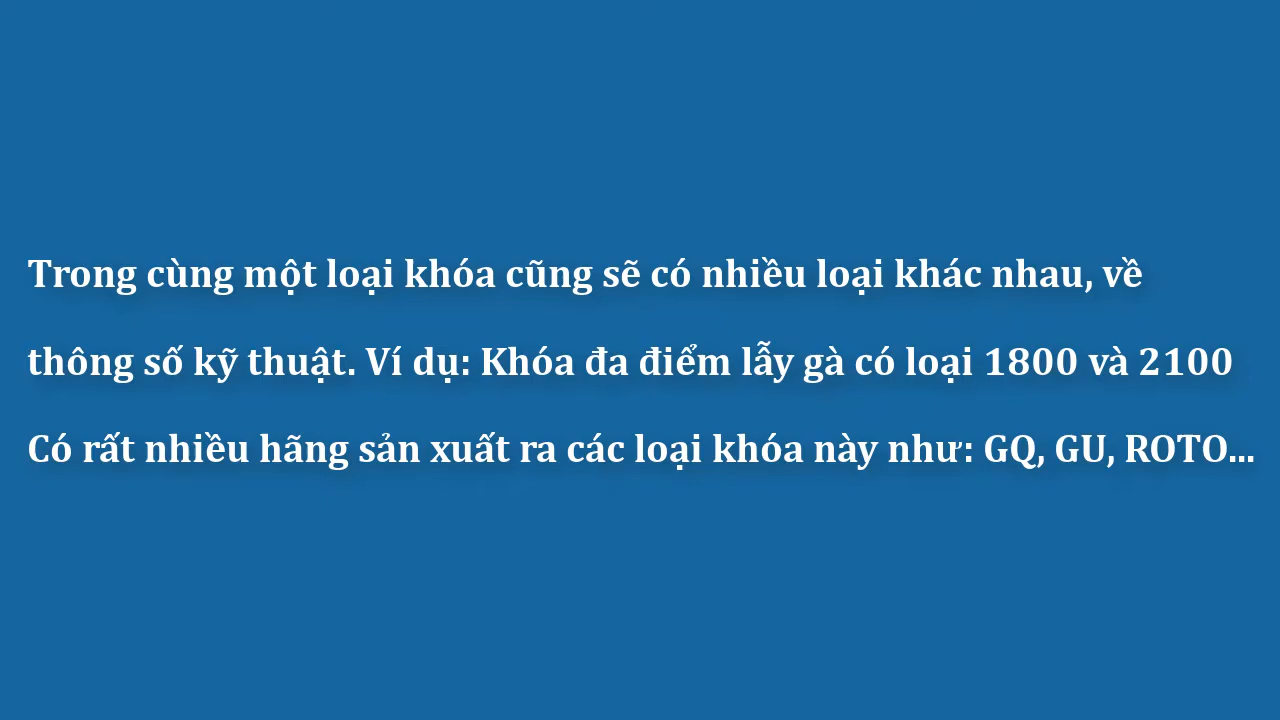 Trong cùng một loại khóa cũng sẽ có nhiều loại khác nhau, về
thông số kỹ thuật. Ví dụ: Khóa đa điểm lẫy gà có loại 1800 và 2100
Có rất nhiều hãng sản xuất ra các loại khóa này như: GQ, GU, ROTO...